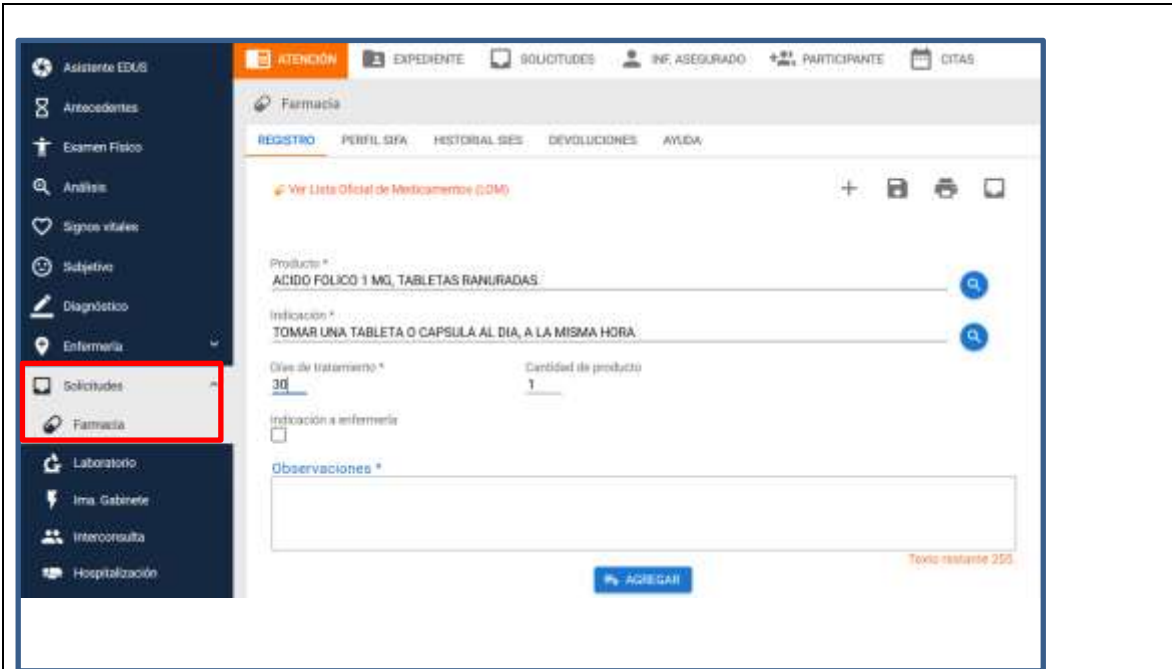 Asistente EDUS
Antecedentes
Examen Físico
Análisis
Signos vitales
Subjetivo
Diagnóstico
Enfermería
Solicitudes
Farmacia
Laboratorio
Ima. Gabinete
Interconsulta
Hospitalización
ATENCIÓN EXPEDIENTE SOLICITUDES INF. ASEGURADO PARTICIPANTE CITAS
Farmacia
REGISTRO PERFIL SIFA HISTORIAL SIES DEVOLUCIONES AYUDA
Ver Lista Oficial de Medicamentos (LOM)
Producto *
ACIDO FOLICO 1 MG, TABLETAS RANURADAS.
Indicación *
TOMAR UNA TABLETA O CAPSULA AL DIA, A LA MISMA HORA
Días de tratamiento * Cantidad de producto
30 1
Indicación a enfermería
Observaciones *
Texto restante 255
AGREGAR